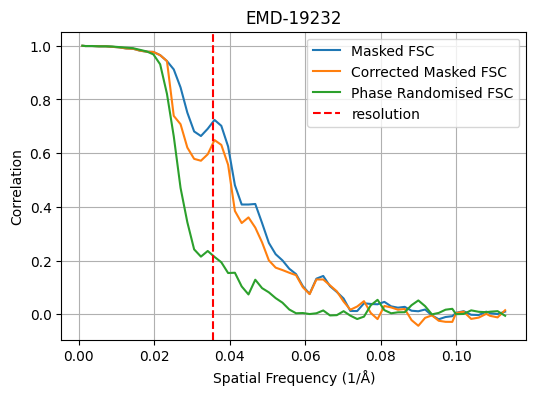 EMD-19232
Masked FSC
Corrected Masked FSC
Phase Randomised FSC
resolution
Correlation
1.0
0.8
0.6
0.4
0.2
0.0
0.00 0.02 0.04 0.06 0.08 0.10
Spatial Frequency (1/Å)